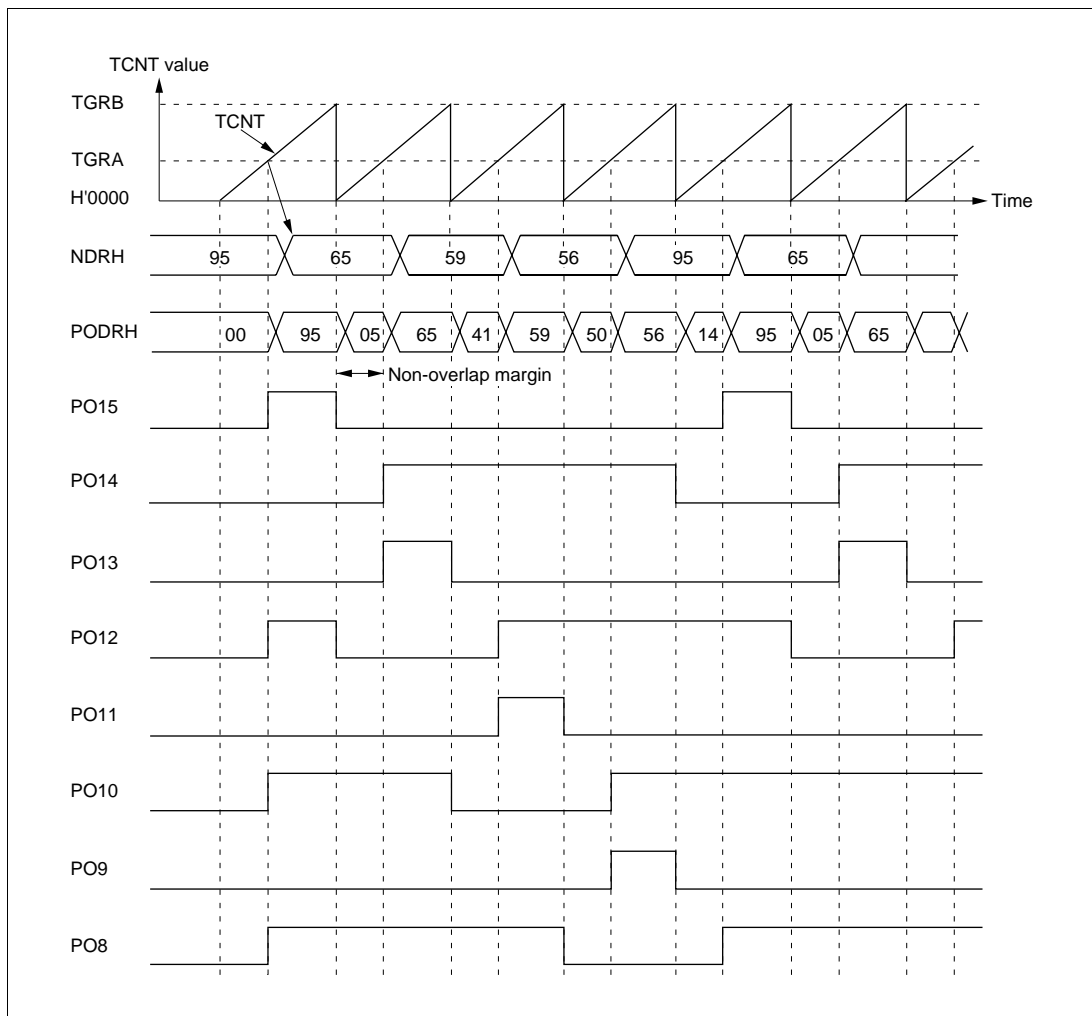 TCNT value
TGRB
TCNT
TGRA
H'0000
Time
NDRH 95 65 59 56 95 65
PODRH 00 95 05 65 41 59 50 56 14 95 05 65
Non-overlap margin
PO15
PO14
PO13
PO12
PO11
PO10
PO9
PO8